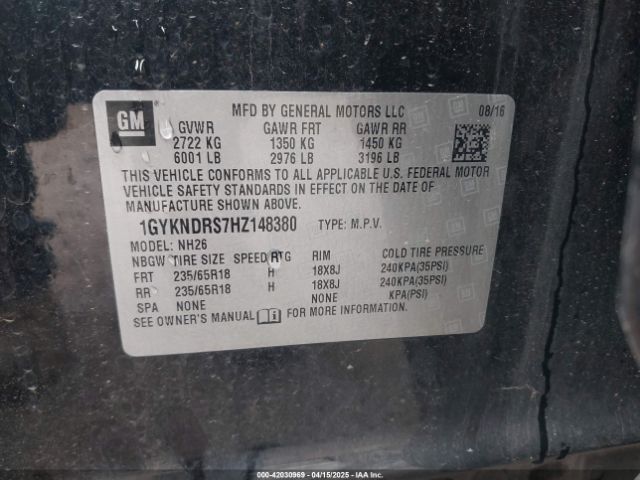 GM
MFD BY GENERAL MOTORS LLC 08/16
GVWR GAWR FRT GAWR RR
2722 KG 1350 KG 1450 KG
6001 LB 2976 LB 3196 LB
THIS VEHICLE CONFORMS TO ALL APPLICABLE U.S. FEDERAL MOTOR
VEHICLE SAFETY STANDARDS IN EFFECT ON THE DATE OF
MANUFACTURE SHOWN ABOVE.
1GYKNDRS7HZ148380 TYPE: M.P.V.
MODEL: NH26
NBGW TIRE SIZE SPEED RTG RIM COLD TIRE PRESSURE
FRT 235/65R18 H 18X8J 240KPA(35PSI)
RR 235/65R18 H 18X8J 240KPA(35PSI)
SPA NONE NONE KPA(PSI)
SEE OWNER'S MANUAL FOR MORE INFORMATION.
000-42030969 - 04/15/2025 - IAAI.COM